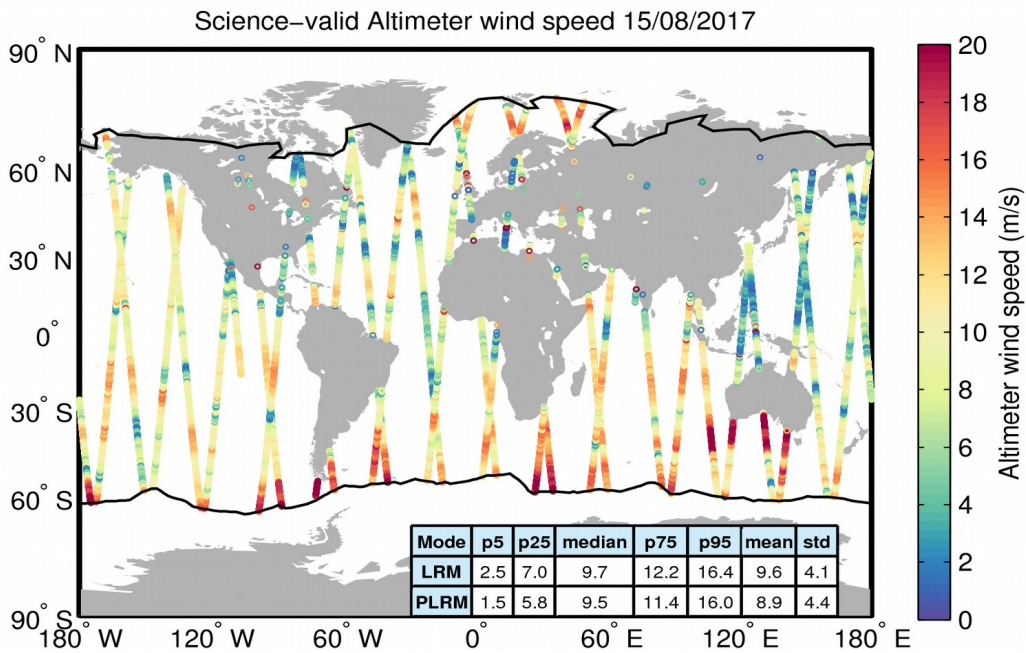 Science-valid Altimeter wind speed 15/08/2017
90° N
60° N
30° N
0°
30° S
60° S
90° S
180° W
120° W
60° W
0°
60° E
120° E
180° E
20
18
16
14
12
10
8
6
4
2
0
Altimeter wind speed (m/s)
Mode p5 p25 median p75 p95 mean std
LRM 2.5 7.0 9.7 12.2 16.4 9.6 4.1
PLRM 1.5 5.8 9.5 11.4 16.0 8.9 4.4